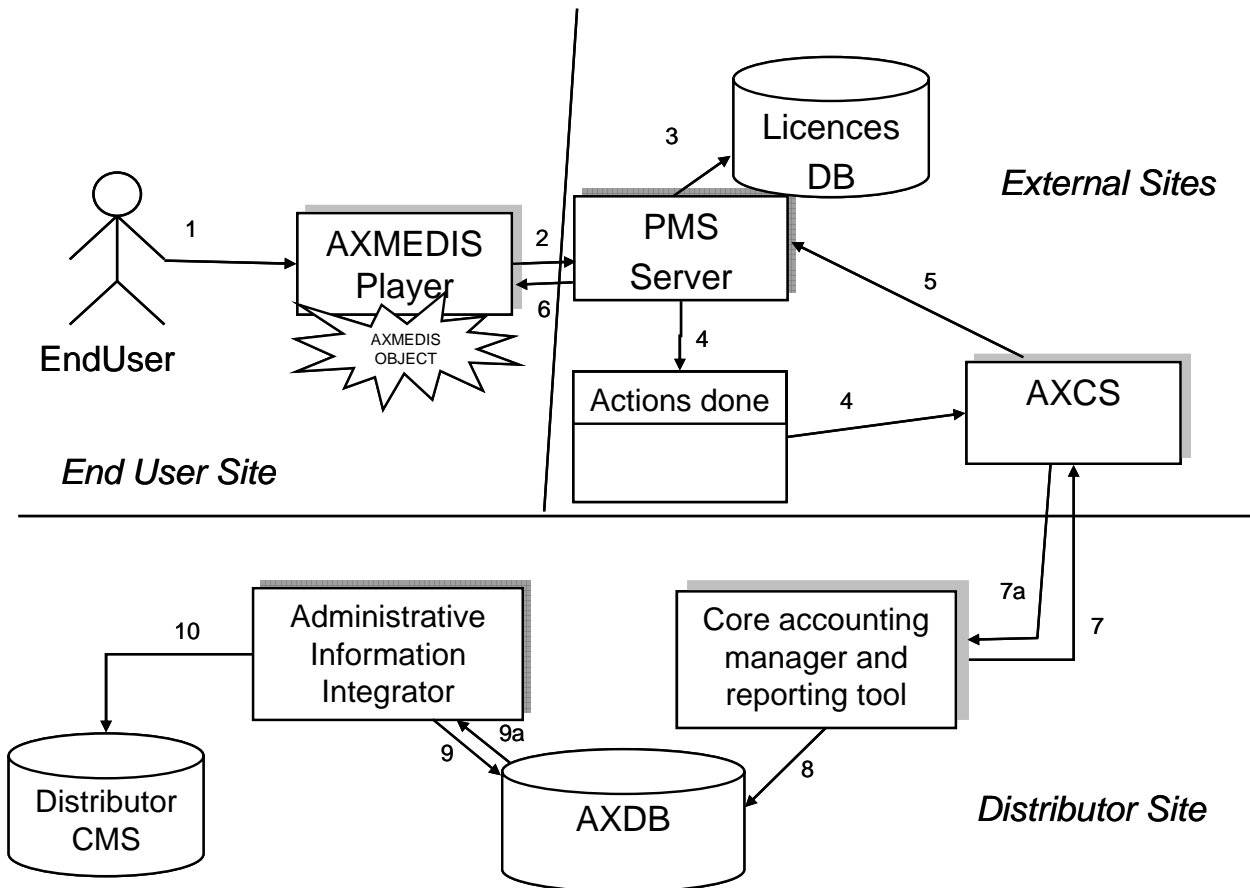 Licences
DB
External Sites
3
1
AXMEDIS
Player
2
6
PMS
Server
5
AXMEDIS
OBJECT
EndUser
4
Actions done
4
AXCS
End User Site
7a
7
Administrative
Information
Integrator
Core accounting
manager and
reporting tool
10
9
9a
8
Distributor
CMS
AXDB
Distributor Site